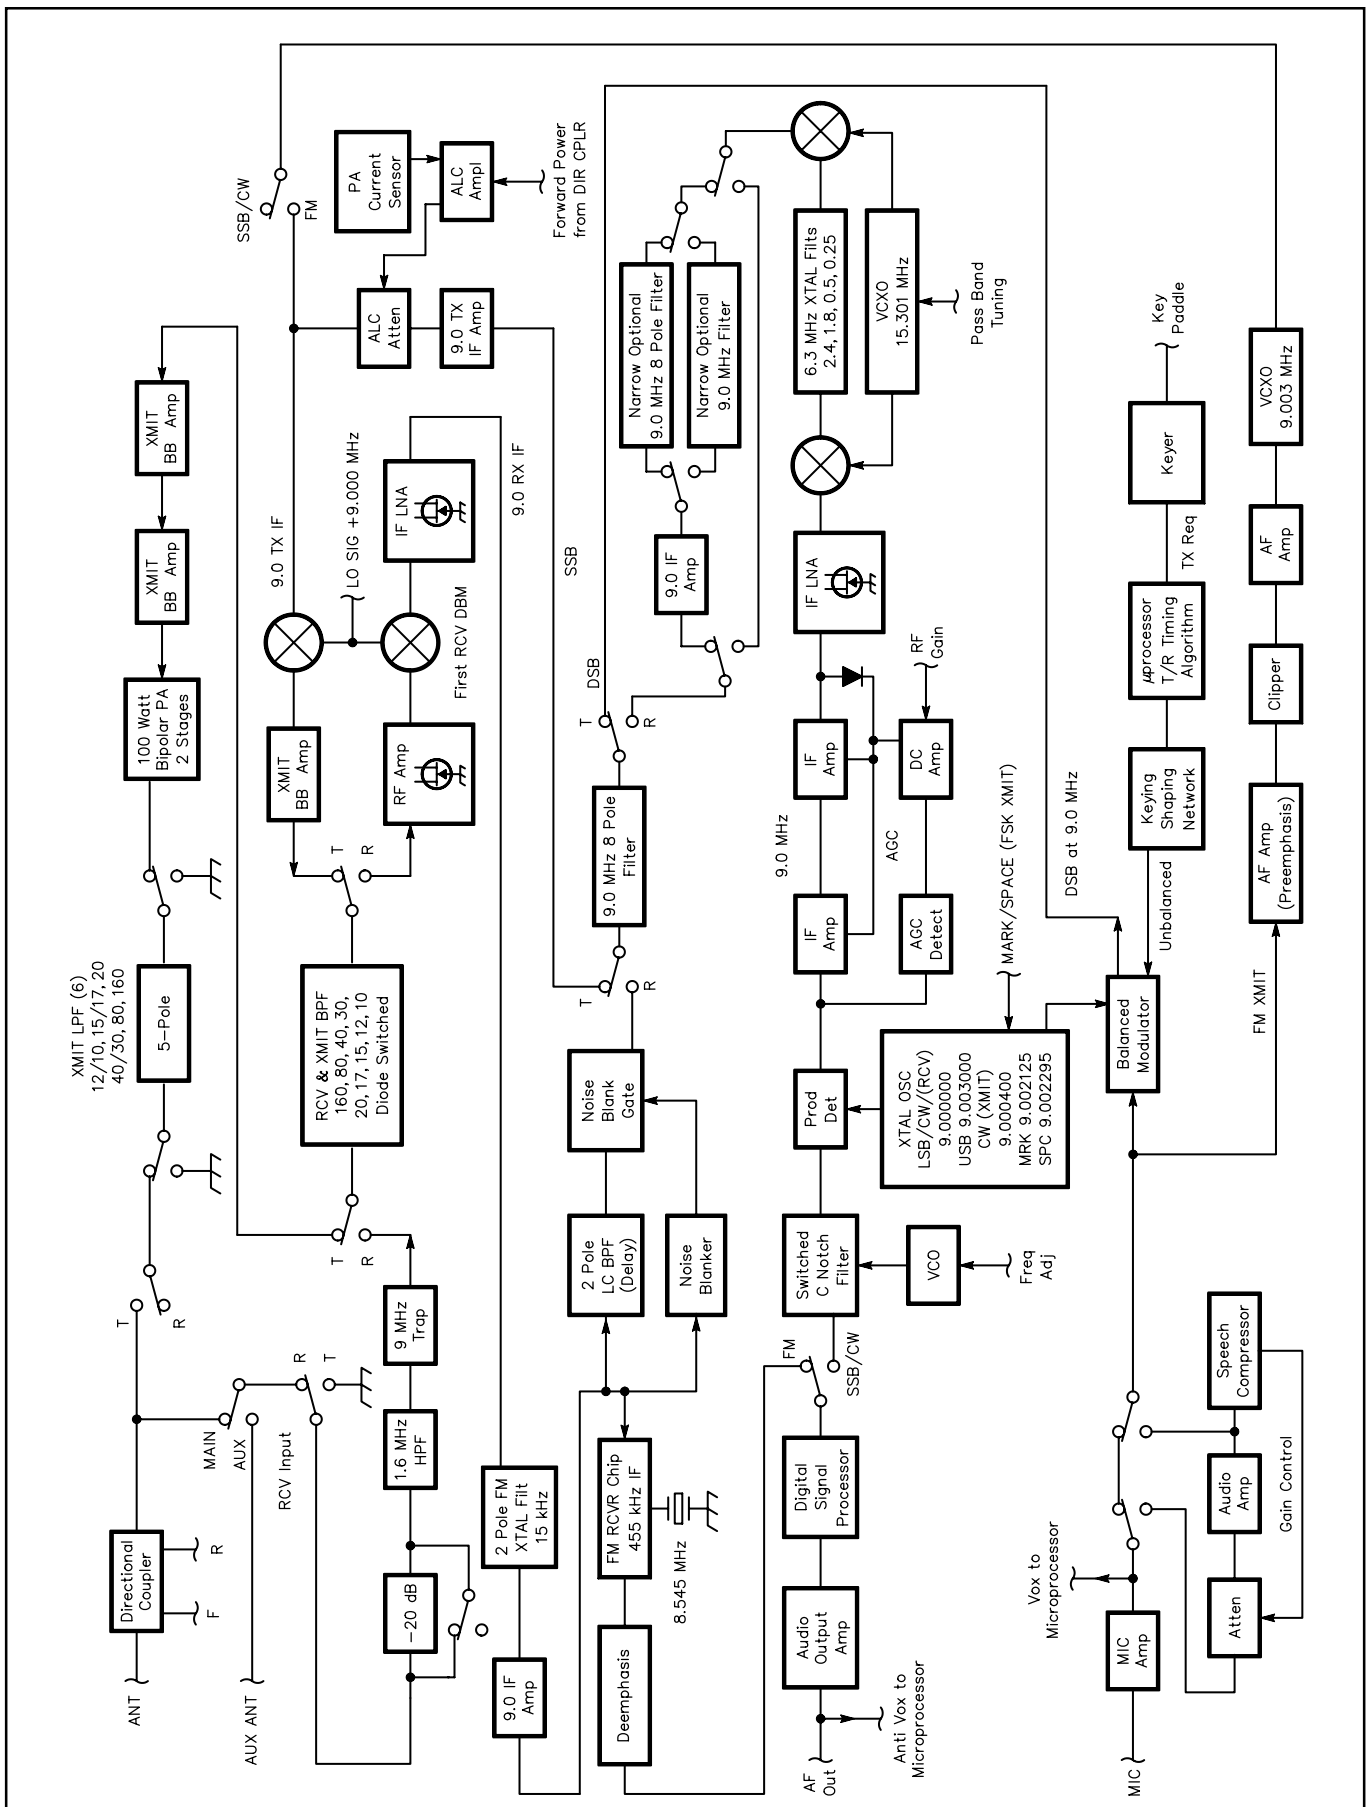 XMIT LPF (6)
12/10, 15/17, 20
40/30, 80, 160
ANT
Directional
Coupler
F
R
T
R
5-Pole
100 Watt
Bipolar PA
2 Stages
XMIT
BB Amp
XMIT
BB Amp
AUX ANT
MAIN
AUX
RCV Input
R
T
T
R
RCV & XMIT BPF
160, 80, 40, 30,
20, 17, 15, 12, 10
Diode Switched
T
R
XMIT
BB Amp
9.0 TX IF
SSB/CW
FM
LO SIG +9.000 MHz
-20 dB
1.6 MHz
HPF
9 MHz
Trap
RF Amp
First RCV DBM
IF LNA
ALC
Atten
PA
Current
Sensor
9.0 TX
IF Amp
ALC
Ampl
Forward Power
from DIR CPLR
9.0 IF
Amp
2 Pole FM
XTAL Filt
15 kHz
9.0 RX IF
SSB
Deemphasis
FM RCVR Chip
455 kHz IF
8.545 MHz
2 Pole
LC BPF
(Delay)
Noise
Blanker
Noise
Blank
Gate
T
R
9.0 MHz 8 Pole
Filter
DSB
T
R
9.0 IF
Amp
Narrow Optional
9.0 MHz 8 Pole Filter
Narrow Optional
9.0 MHz Filter
AF
Out
Anti Vox to
Microprocessor
Audio
Output
Amp
Digital
Signal
Processor
FM
SSB/CW
Switched
C Notch
Filter
VCO
Freq
Adj
Prod
Det
XTAL OSC
LSB/CW/(RCV)
9.000000
USB 9.003000
CW (XMIT)
9.000400
MRK 9.002125
SPC 9.002295
MARK/SPACE (FSK XMIT)
9.0 MHz
IF
Amp
IF
Amp
AGC
AGC
Detect
DC
Amp
RF
Gain
IF LNA
6.3 MHz XTAL Filts
2.4, 1.8, 0.5, 0.25
VCXO
15.301 MHz
Pass Band
Tuning
DSB at 9.0 MHz
Vox to
Microprocessor
MIC
MIC
Amp
Atten
Audio
Amp
Speech
Compressor
Gain Control
Balanced
Modulator
Unbalanced
Keying
Shaping
Network
µprocessor
T/R Timing
Algorithm
TX Req
Keyer
Key
Paddle
FM XMIT
AF Amp
(Preemphasis)
Clipper
AF
Amp
VCXO
9.003 MHz